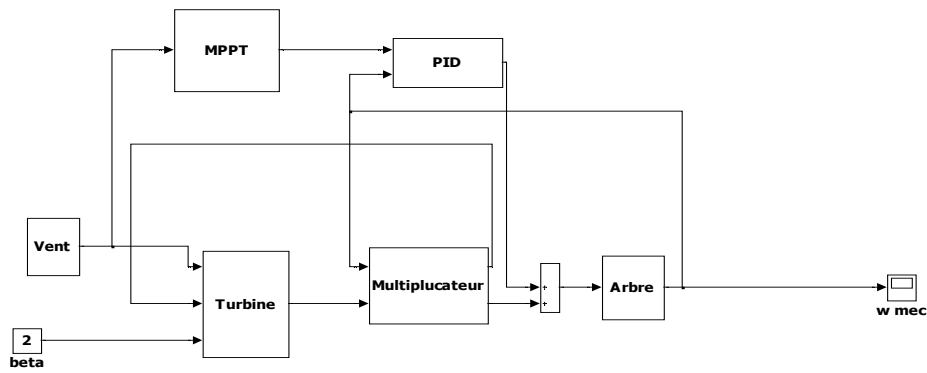 MPPT
PID
Vent
Turbine
Multiplucateur
+
+
Arbre
w mec
2
beta